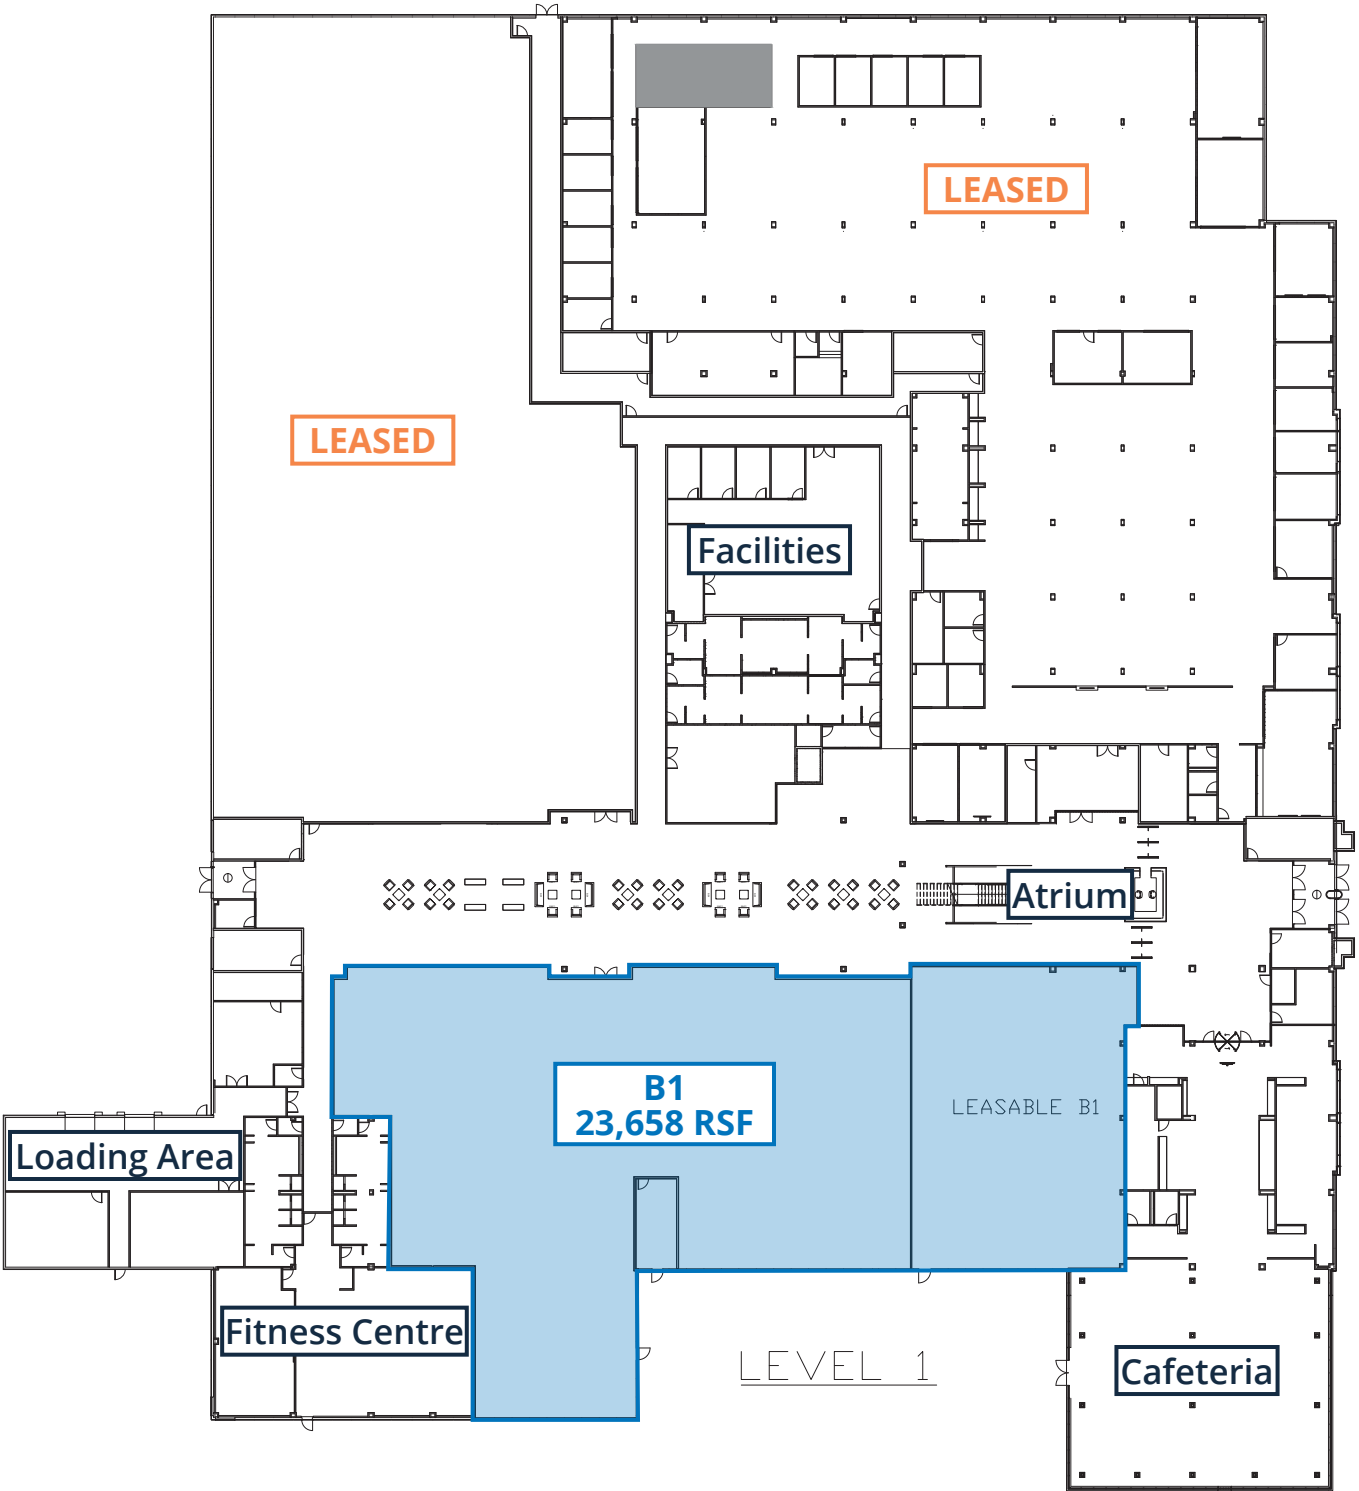 LEASED
LEASED
Facilities
Atrium
B1
23,658 RSF
LEASABLE B1
Loading Area
Fitness Centre
LEVEL 1
Cafeteria